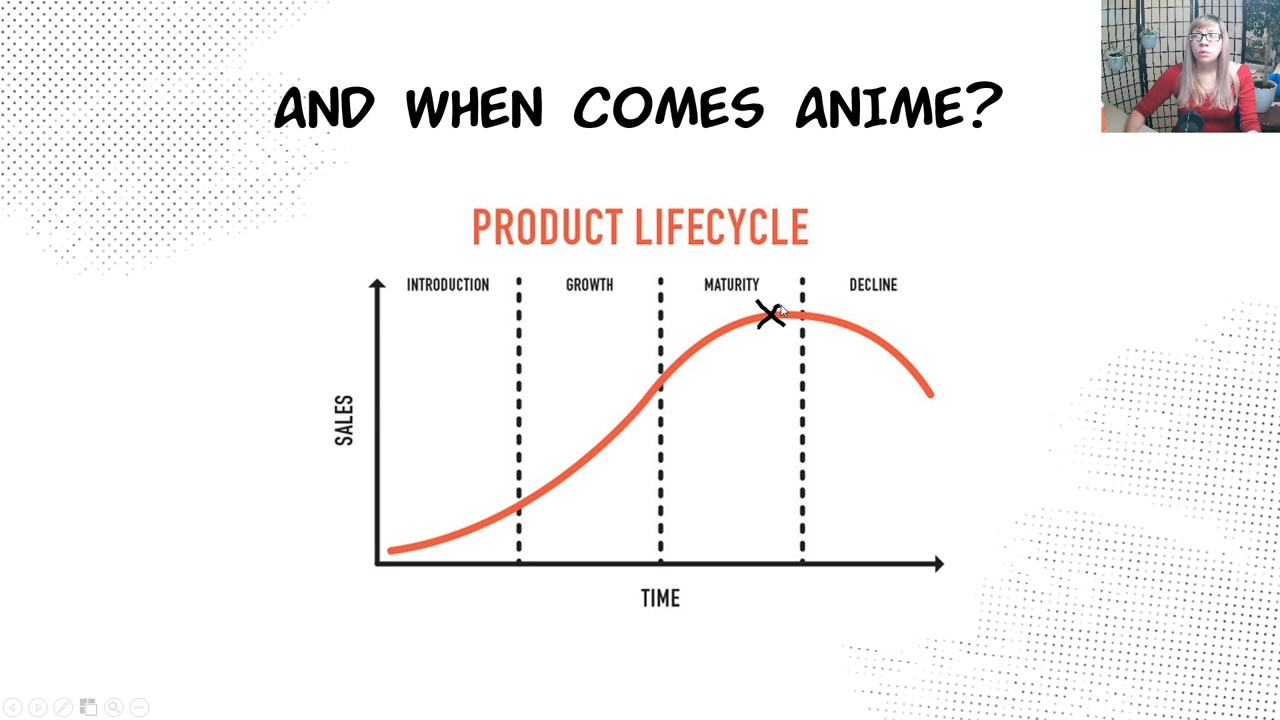 AND WHEN COMES ANIME?
PRODUCT LIFECYCLE
INTRODUCTION
GROWTH
MATURITY
DECLINE
SALES
TIME